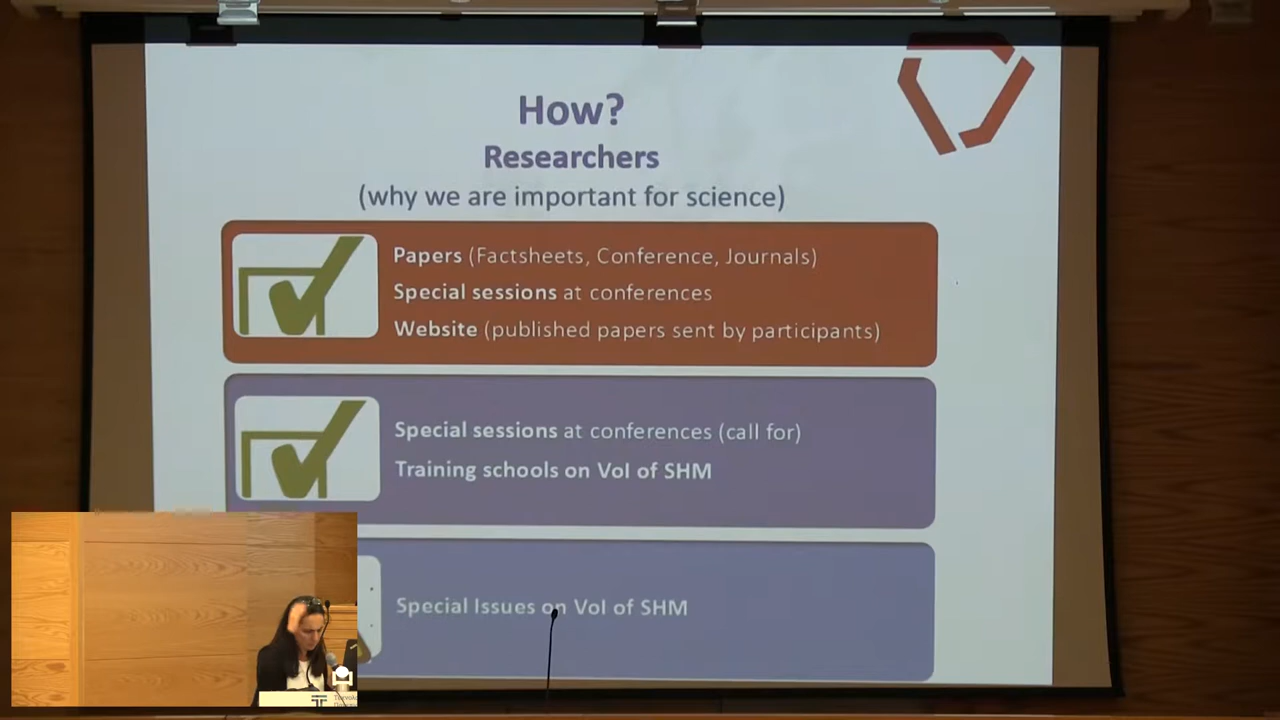 How?
Researchers
(why we are important for science)
Papers (Factsheets, Conference, Journals)
Special sessions at conferences
Website (published papers sent by participants)
Special sessions at conferences (call for)
Training schools on VoI of SHM
Special Issues on VoI of SHM